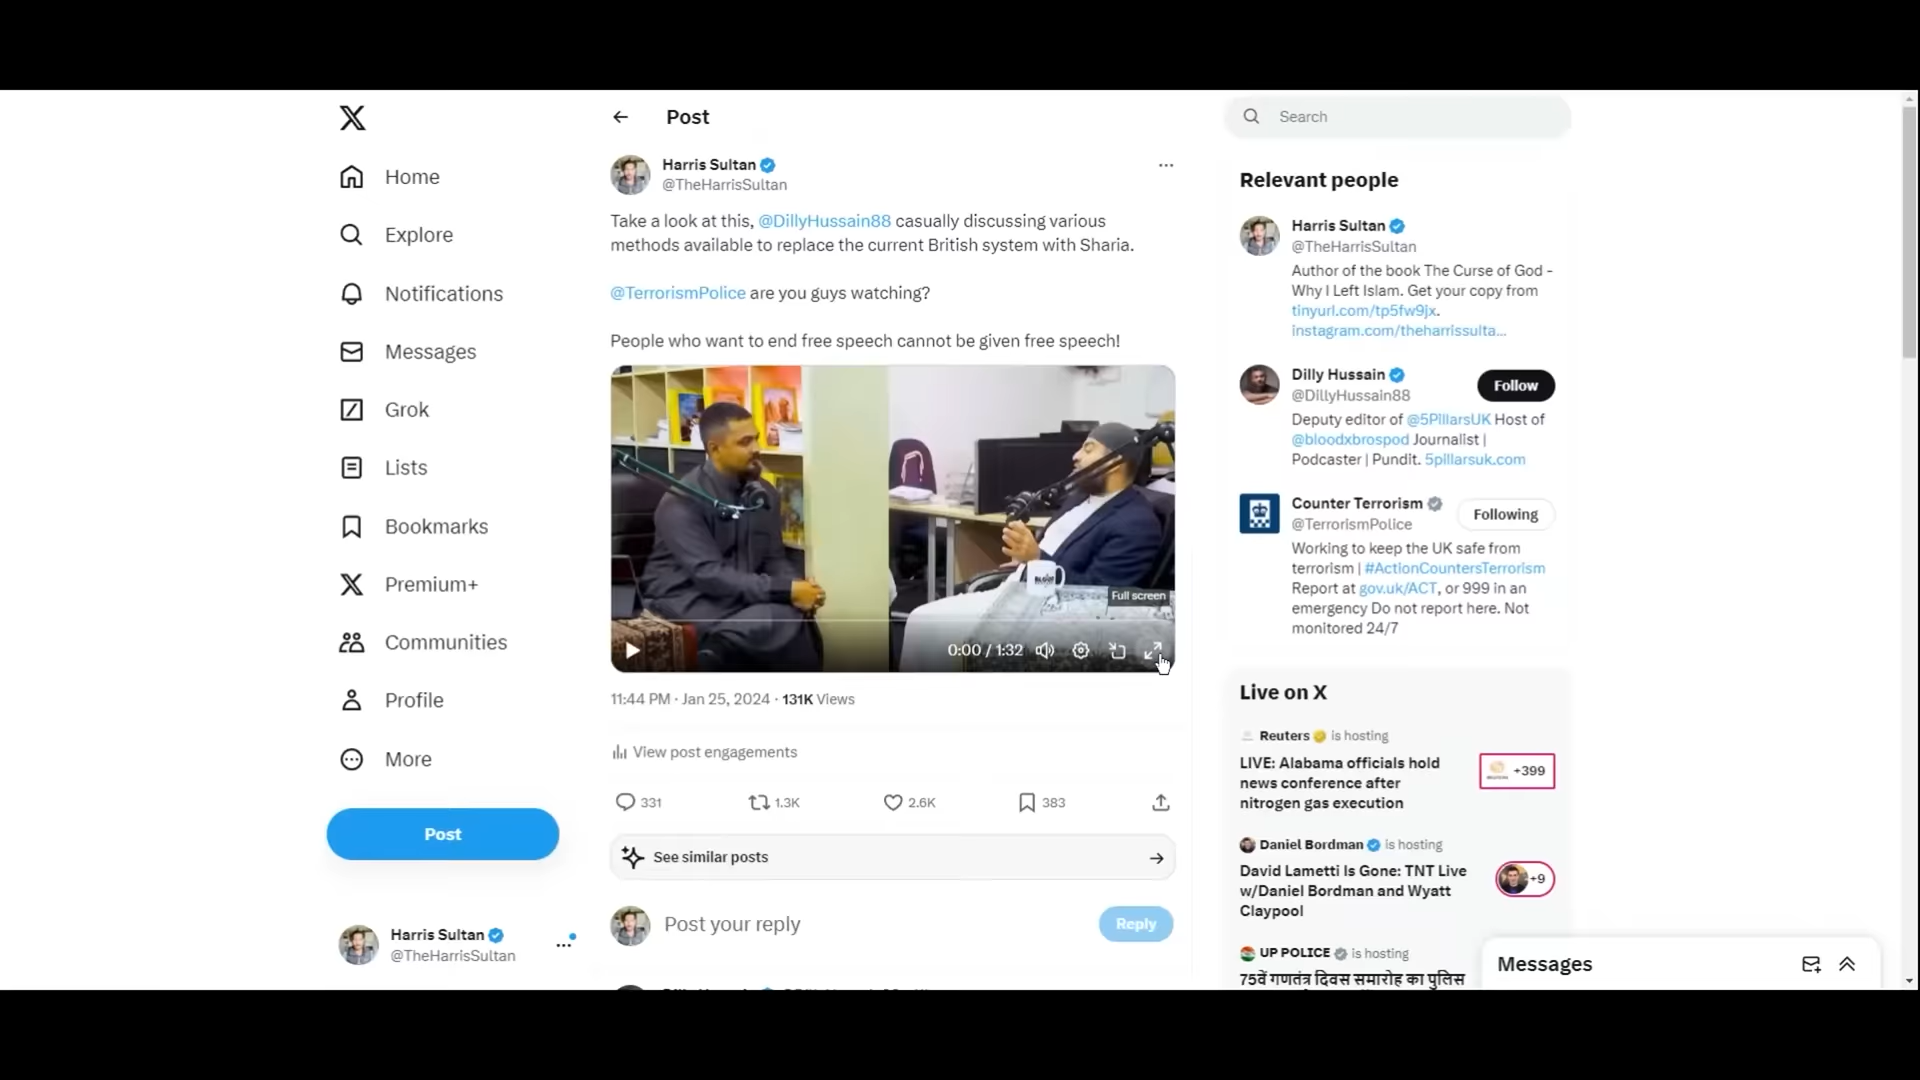 Home
Explore
Notifications
Messages
Grok
Lists
Bookmarks
Premium+
Communities
Profile
More
Post
Harris Sultan
@TheHarrisSultan
Post
Harris Sultan
@TheHarrisSultan
Take a look at this, @DillyHussain88 casually discussing various
methods available to replace the current British system with Sharia.
@TerrorismPolice are you guys watching?
People who want to end free speech cannot be given free speech!
Full screen
0:00 / 1:32
11:44 PM · Jan 25, 2024 · 131K Views
View post engagements
331 1.3K 2.6K 383
See similar posts
Post your reply
Reply
Search
Relevant people
Harris Sultan
@TheHarrisSultan
Author of the book The Curse of God -
Why I Left Islam. Get your copy from
tinyurl.com/tp5fw9jx.
instagram.com/theharrissulta...
Dilly Hussain
@DillyHussain88
Follow
Deputy editor of @5PillarsUK Host of
@bloodxbrospod Journalist |
Podcaster | Pundit. 5pillarsuk.com
Counter Terrorism
@TerrorismPolice
Following
Working to keep the UK safe from
terrorism | #ActionCountersTerrorism
Report at gov.uk/ACT, or 999 in an
emergency Do not report here. Not
monitored 24/7
Live on X
Reuters is hosting
LIVE: Alabama officials hold
news conference after
nitrogen gas execution
+399
Daniel Bordman is hosting
David Lametti Is Gone: TNT Live
w/Daniel Bordman and Wyatt
Claypool
+9
UP POLICE is hosting
75वें गणतंत्र दिवस समारोह का पुलिस
Messages